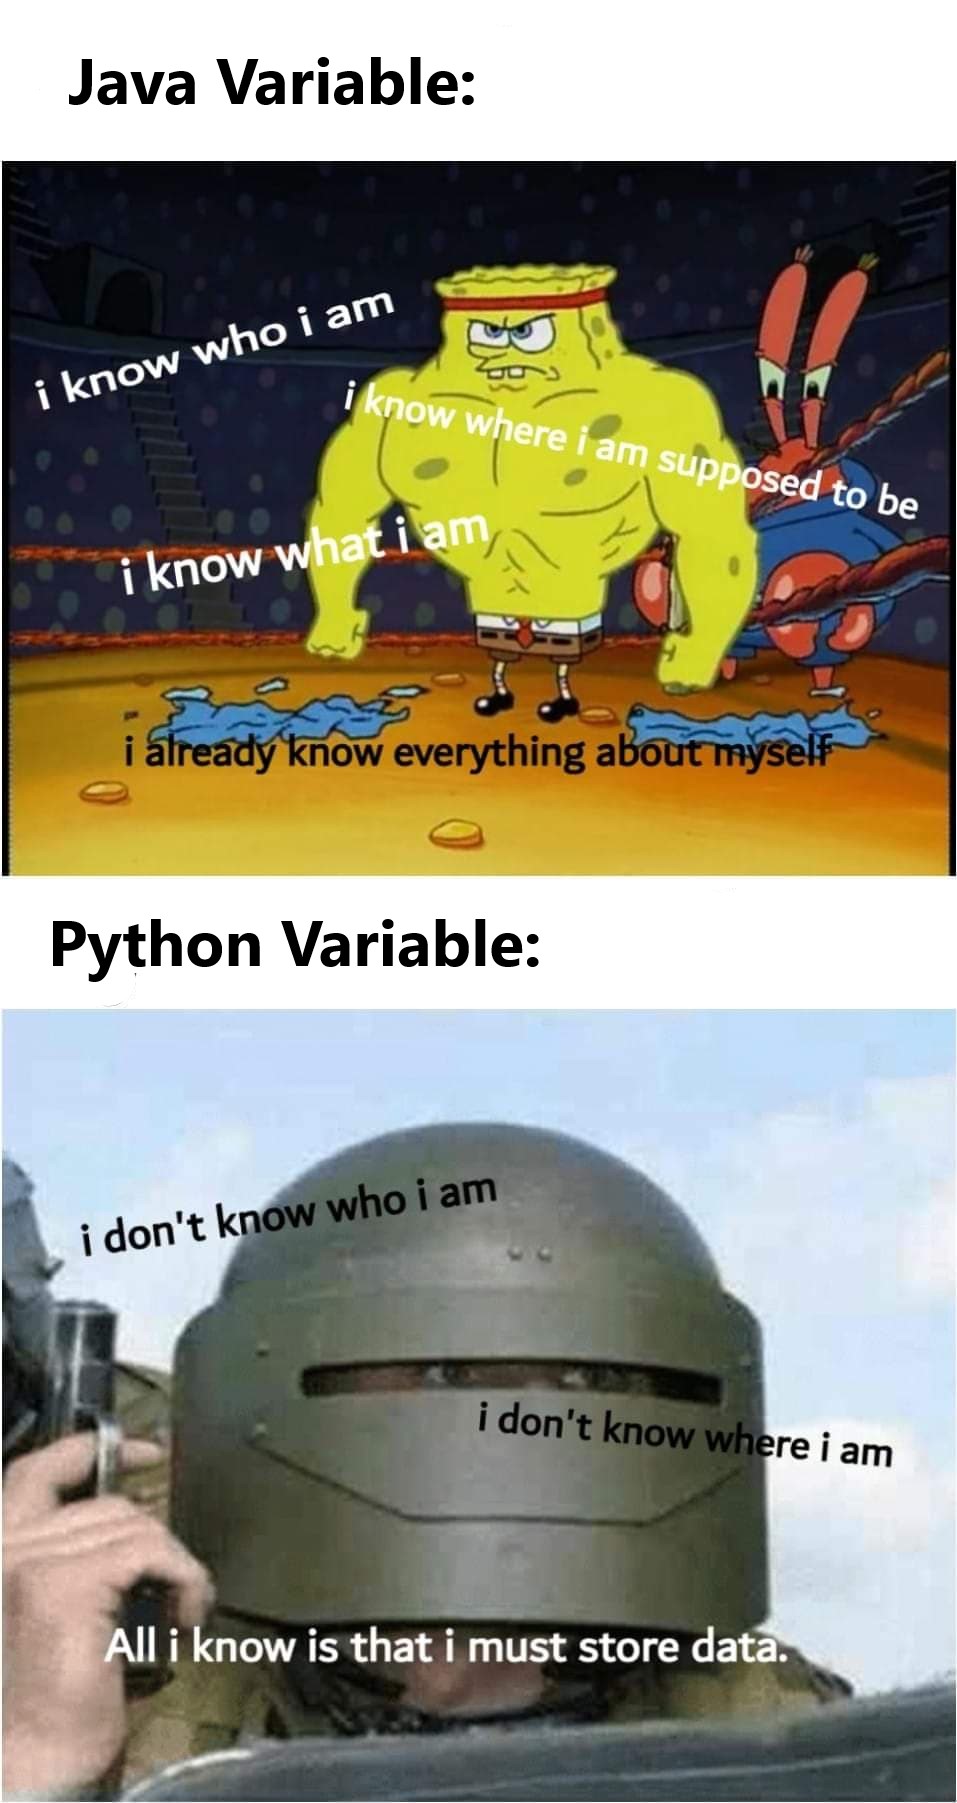 Java Variable:
i know who i am
i know where i am supposed to be
i know what i am
i already know everything about myself
Python Variable:
i don't know who i am
i don't know where i am
All i know is that i must store data.